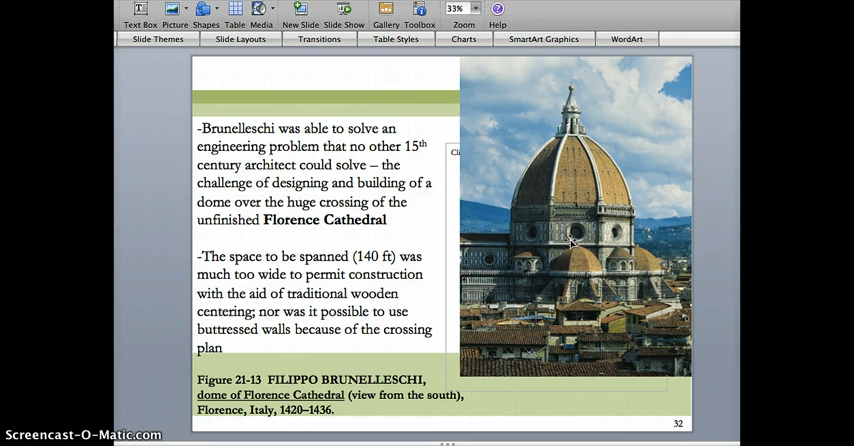 33%
Text Box Picture Shapes Table Media New Slide Slide Show Gallery Toolbox Zoom Help
Slide Themes Slide Layouts Transitions Table Styles Charts SmartArt Graphics WordArt
-Brunelleschi was able to solve an
engineering problem that no other 15th
century architect could solve – the
challenge of designing and building of a
dome over the huge crossing of the
unfinished Florence Cathedral
-The space to be spanned (140 ft) was
much too wide to permit construction
with the aid of traditional wooden
centering; nor was it possible to use
buttressed walls because of the crossing
plan
Figure 21-13 FILIPPO BRUNELLESCHI,
dome of Florence Cathedral (view from the south),
Florence, Italy, 1420–1436.
32
Screencast-O-Matic.com